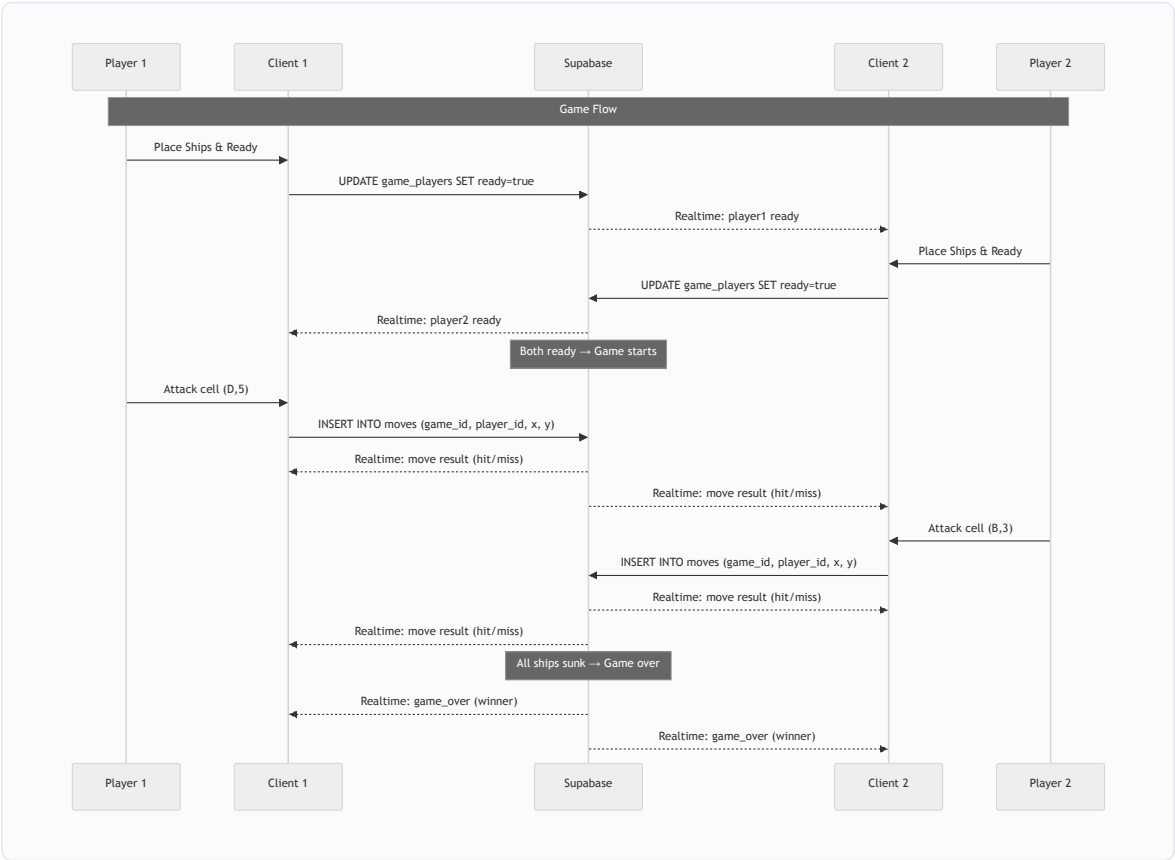 Player 1
Client 1
Supabase
Client 2
Player 2
Game Flow
Place Ships & Ready
UPDATE game_players SET ready=true
Realtime: player1 ready
Place Ships & Ready
UPDATE game_players SET ready=true
Realtime: player2 ready
Both ready → Game starts
Attack cell (D,5)
INSERT INTO moves (game_id, player_id, x, y)
Realtime: move result (hit/miss)
Realtime: move result (hit/miss)
Attack cell (B,3)
INSERT INTO moves (game_id, player_id, x, y)
Realtime: move result (hit/miss)
Realtime: move result (hit/miss)
All ships sunk → Game over
Realtime: game_over (winner)
Realtime: game_over (winner)
Player 1
Client 1
Supabase
Client 2
Player 2